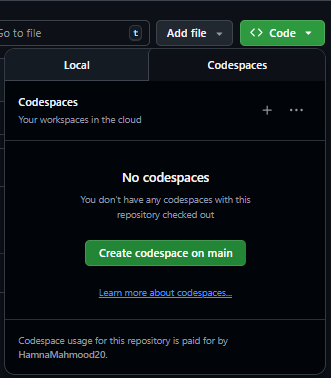 Go to file
t
Add file
Code
Local
Codespaces
Codespaces
Your workspaces in the cloud
No codespaces
You don't have any codespaces with this
repository checked out
Create codespace on main
Learn more about codespaces...
Codespace usage for this repository is paid for by
HamnaMahmood20.